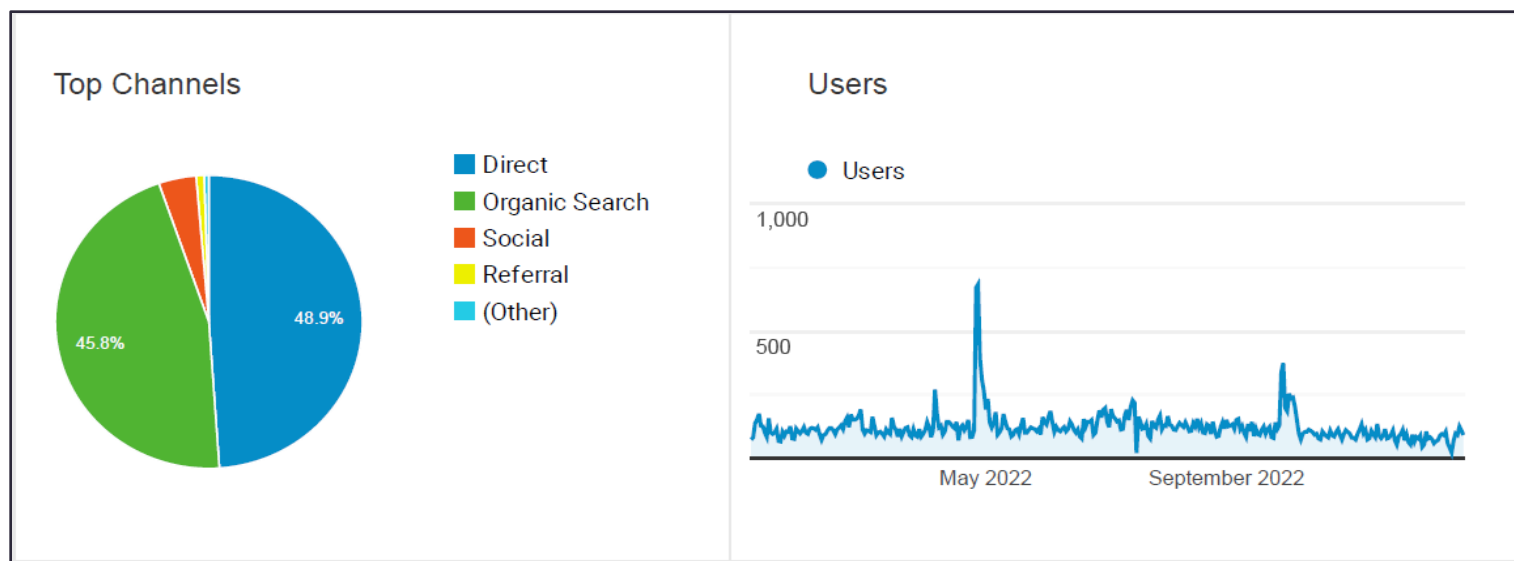 Top Channels
Direct
Organic Search
Social
Referral
(Other)
48.9%
45.8%
Users
Users
1,000
500
May 2022
September 2022